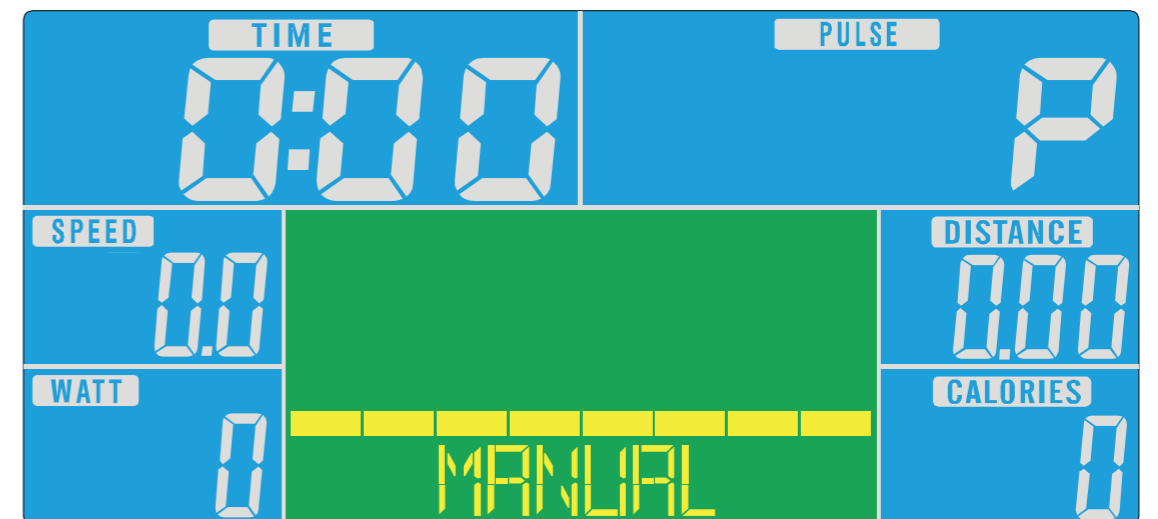 TIME
0:00
PULSE
P
SPEED
0.0
DISTANCE
0.00
WATT
0
MANUAL
CALORIES
0